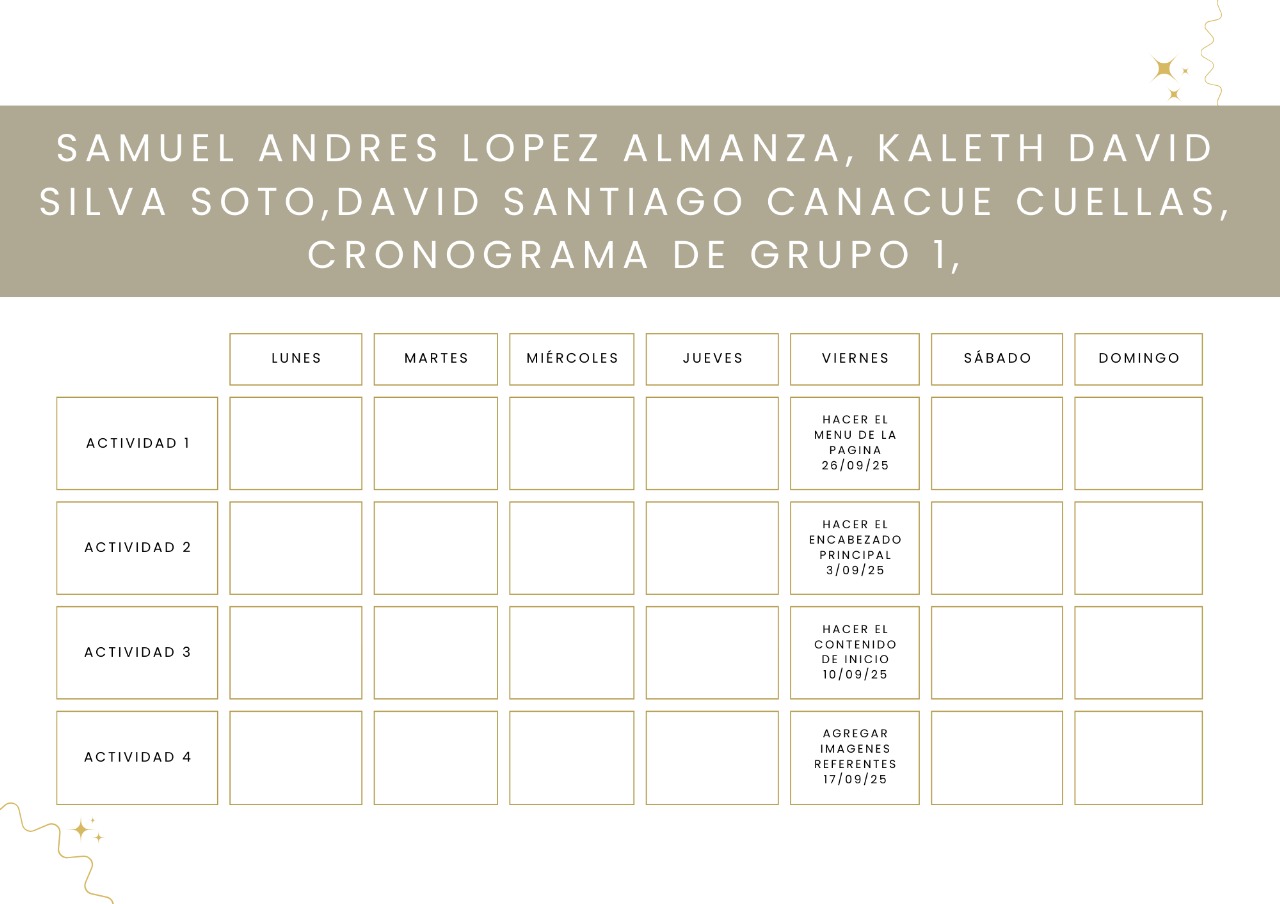 SAMUEL ANDRES LOPEZ ALMANZA, KALETH DAVID
SILVA SOTO,DAVID SANTIAGO CANACUE CUELLAS,
CRONOGRAMA DE GRUPO 1,
LUNES
MARTES
MIÉRCOLES
JUEVES
VIERNES
SÁBADO
DOMINGO
ACTIVIDAD 1
HACER EL
MENU DE LA
PAGINA
26/09/25
ACTIVIDAD 2
HACER EL
ENCABEZADO
PRINCIPAL
3/09/25
ACTIVIDAD 3
HACER EL
CONTENIDO
DE INICIO
10/09/25
ACTIVIDAD 4
AGREGAR
IMAGENES
REFERENTES
17/09/25